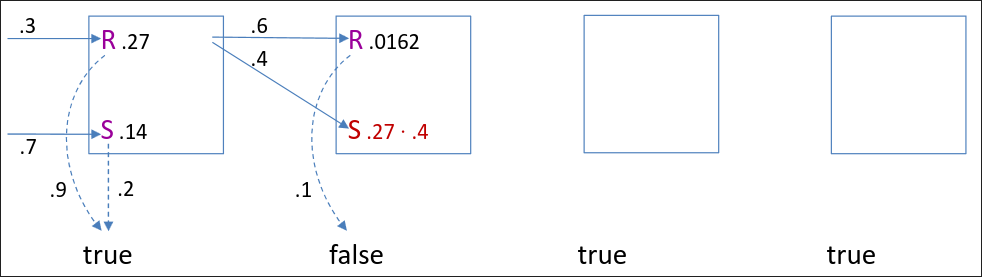 .3
R .27
.6
R .0162
.4
S .14
S .27 · .4
.7
.9
.2
.1
true
false
true
true